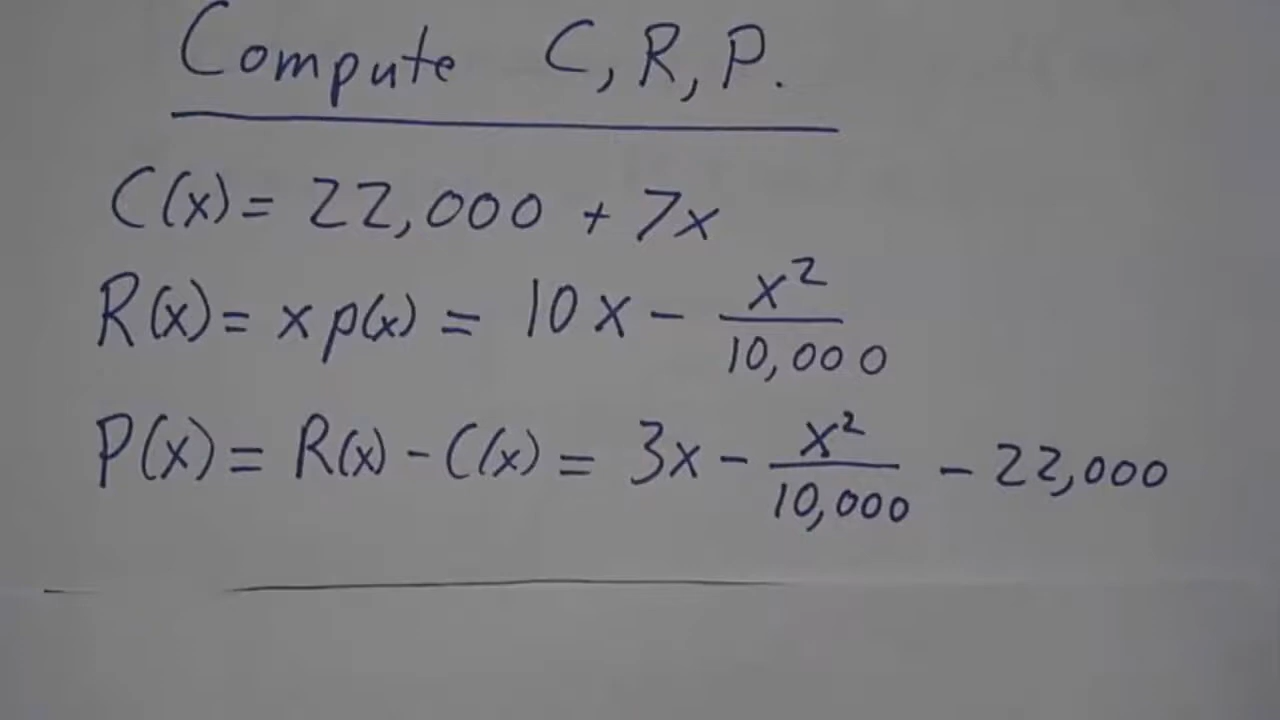 Compute C, R, P.
C(x) = 22,000 + 7x
R(x) = x p(x) = 10x - x²/10,000
P(x) = R(x) - C(x) = 3x - x²/10,000 - 22,000